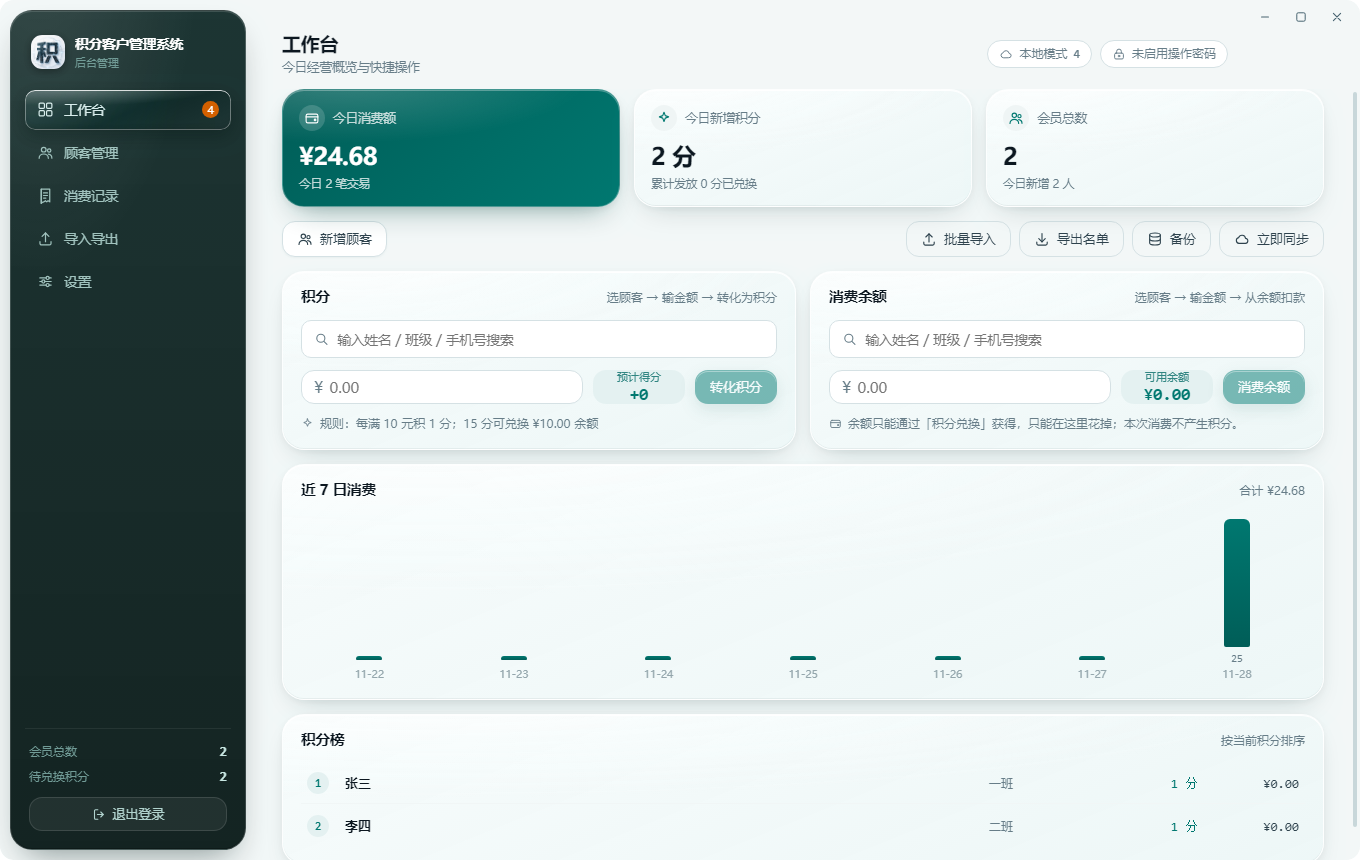 积
积分客户管理系统
后台管理
工作台 4
顾客管理
消费记录
导入导出
设置
会员总数 2
待兑换积分 2
退出登录
工作台
今日经营概览与快捷操作
本地模式 4
未启用操作密码
今日消费额
¥24.68
今日 2 笔交易
今日新增积分
2 分
累计发放 0 分已兑换
会员总数
2
今日新增 2 人
新增顾客
批量导入
导出名单
备份
立即同步
积分
选顾客 → 输金额 → 转化为积分
输入姓名 / 班级 / 手机号搜索
¥ 0.00
预计得分
+0
转化积分
规则：每满 10 元积 1 分；15 分可兑换 ¥10.00 余额
消费余额
选顾客 → 输金额 → 从余额扣款
输入姓名 / 班级 / 手机号搜索
¥ 0.00
可用余额
¥0.00
消费余额
余额只能通过「积分兑换」获得，只能在这里花掉；本次消费不产生积分。
近 7 日消费
合计 ¥24.68
25
11-22 11-23 11-24 11-25 11-26 11-27 11-28
积分榜
按当前积分排序
1 张三 一班 1 分 ¥0.00
2 李四 二班 1 分 ¥0.00